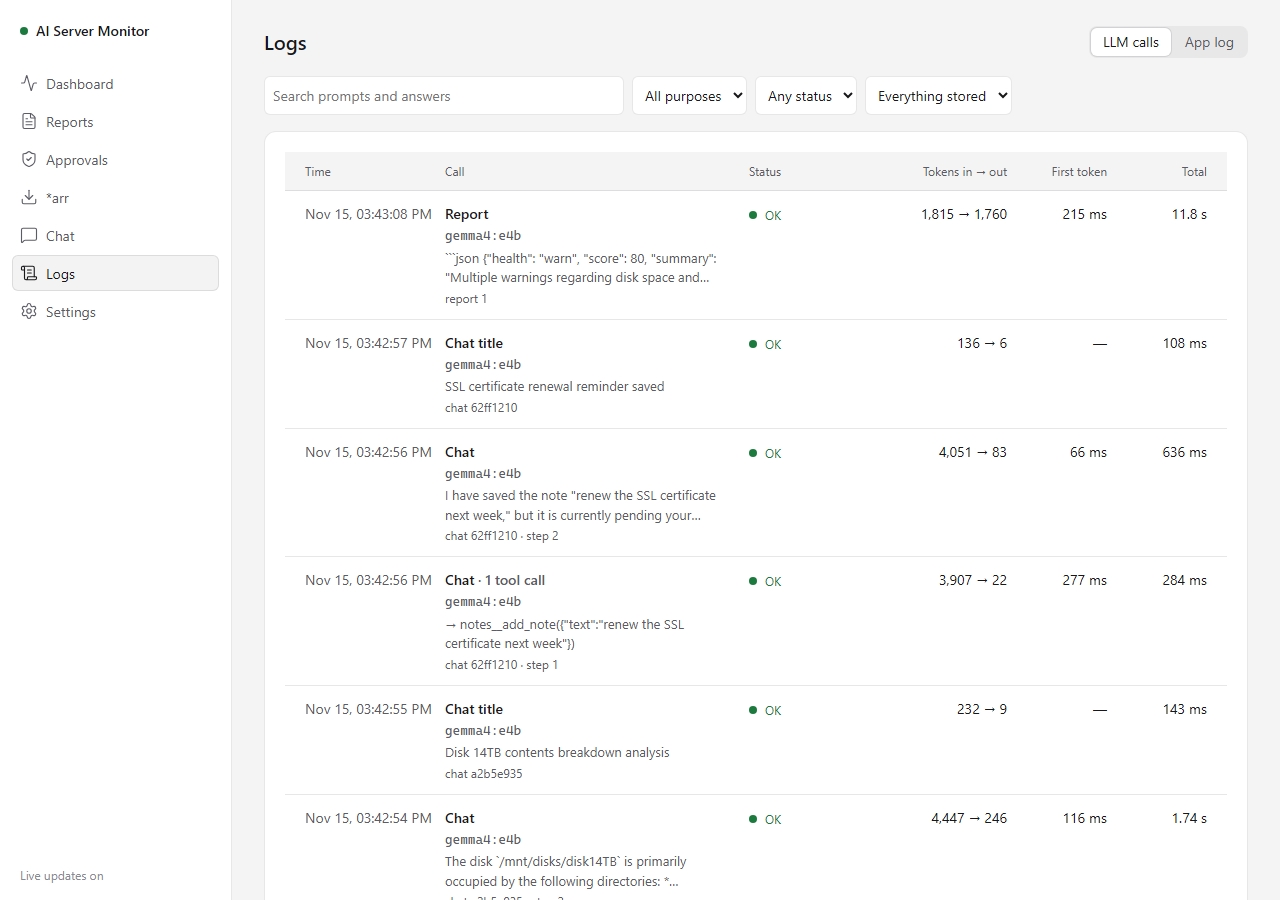 AI Server Monitor
Dashboard
Reports
Approvals
*arr
Chat
Logs
Settings
Live updates on
Logs
LLM calls
App log
Search prompts and answers
All purposes
Any status
Everything stored
Time Call Status Tokens in → out First token Total
Nov 15, 03:43:08 PM Report OK 1,815 → 1,760 215 ms 11.8 s
gemma4:e4b
```json {"health": "warn", "score": 80, "summary":
"Multiple warnings regarding disk space and...
report 1
Nov 15, 03:42:57 PM Chat title OK 136 → 6 — 108 ms
gemma4:e4b
SSL certificate renewal reminder saved
chat 62ff1210
Nov 15, 03:42:56 PM Chat OK 4,051 → 83 66 ms 636 ms
gemma4:e4b
I have saved the note "renew the SSL certificate
next week," but it is currently pending your...
chat 62ff1210 · step 2
Nov 15, 03:42:56 PM Chat · 1 tool call OK 3,907 → 22 277 ms 284 ms
gemma4:e4b
→ notes__add_note({"text":"renew the SSL
certificate next week"})
chat 62ff1210 · step 1
Nov 15, 03:42:55 PM Chat title OK 232 → 9 — 143 ms
gemma4:e4b
Disk 14TB contents breakdown analysis
chat a2b5e935
Nov 15, 03:42:54 PM Chat OK 4,447 → 246 116 ms 1.74 s
gemma4:e4b
The disk `/mnt/disks/disk14TB` is primarily
occupied by the following directories: *...